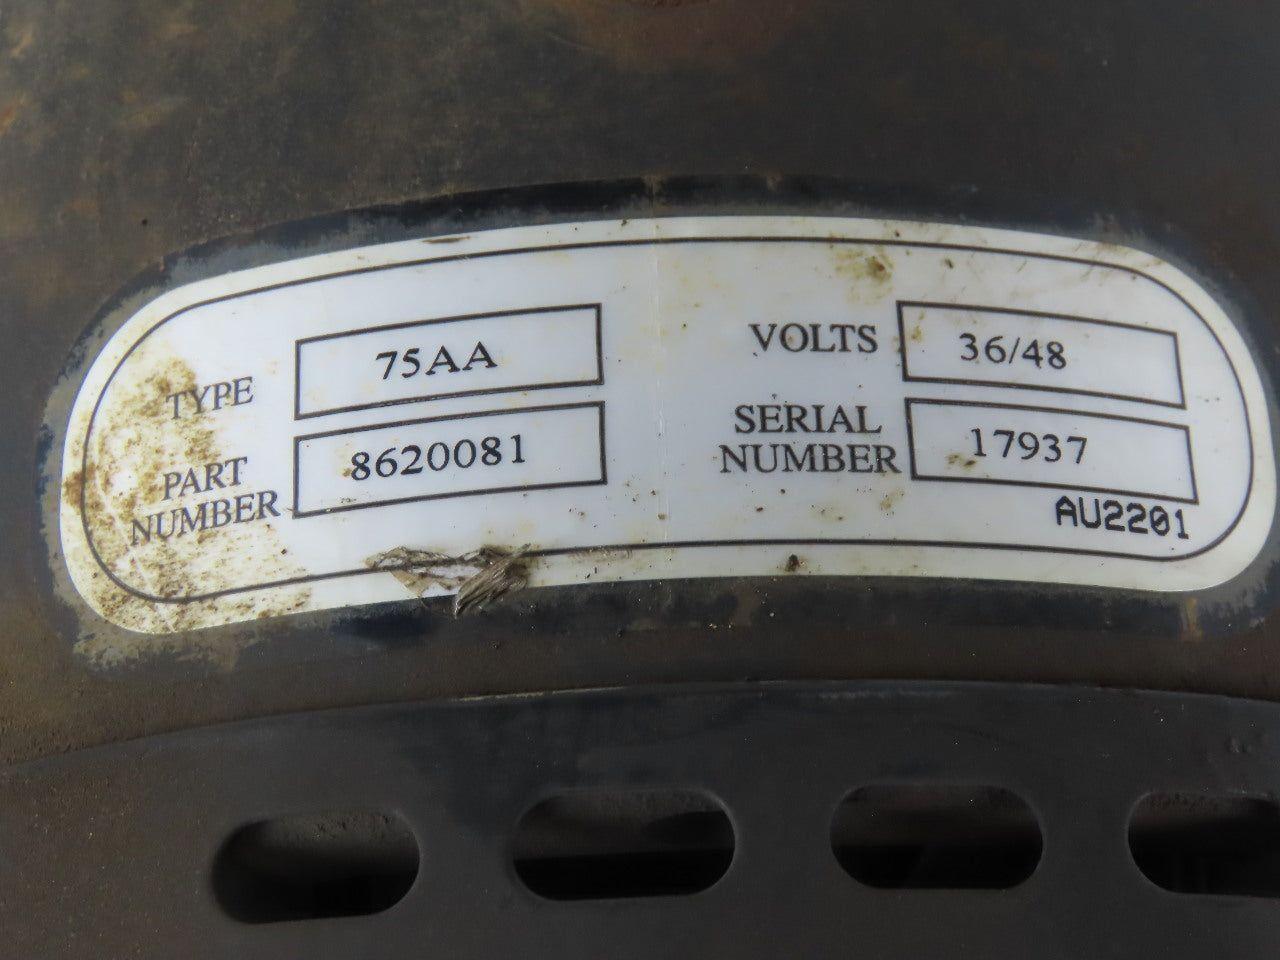 TYPE 75AA
PART NUMBER 8620081
VOLTS 36/48
SERIAL NUMBER 17937
AU2201